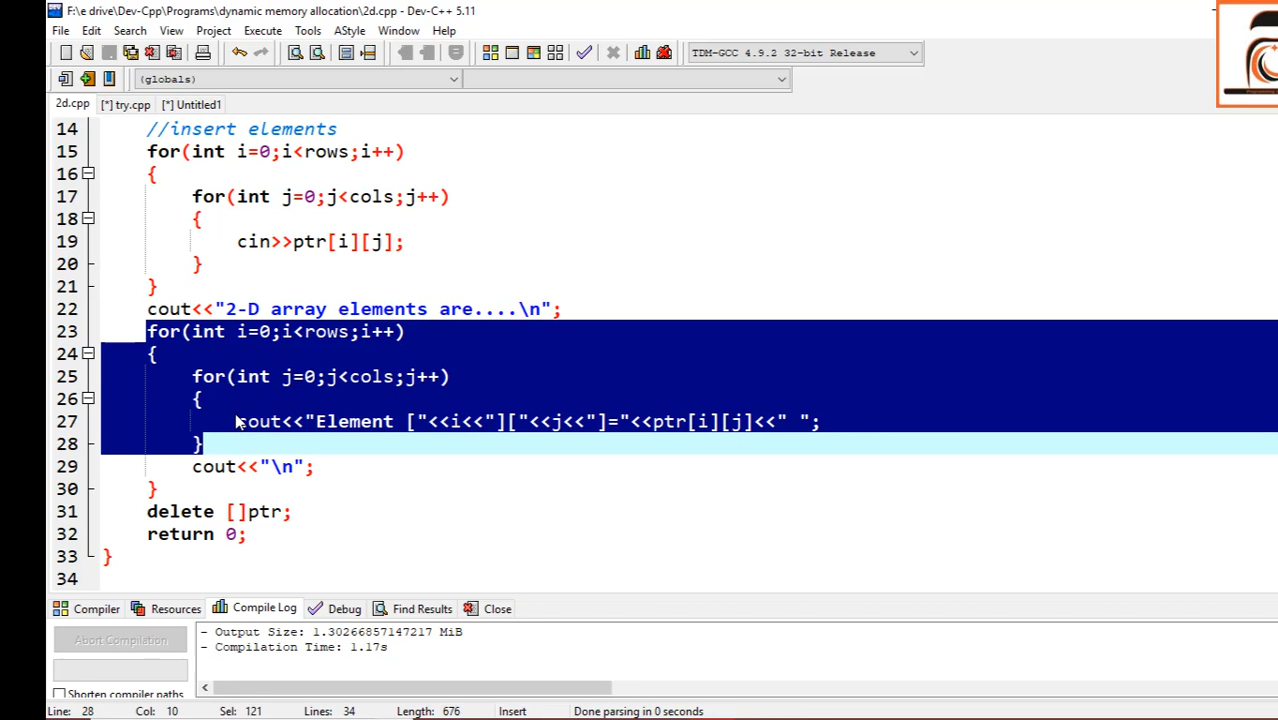 F:\e drive\Dev-Cpp\Programs\dynamic memory allocation\2d.cpp - Dev-C++ 5.11
File Edit Search View Project Execute Tools AStyle Window Help
TDM-GCC 4.9.2 32-bit Release
(globals)
2d.cpp [*] try.cpp [*] Untitled1
14 //insert elements
15 for(int i=0;i<rows;i++)
16 {
17 for(int j=0;j<cols;j++)
18 {
19 cin>>ptr[i][j];
20 }
21 }
22 cout<<"2-D array elements are....\n";
23 for(int i=0;i<rows;i++)
24 {
25 for(int j=0;j<cols;j++)
26 {
27 cout<<"Element ["<<i<<"]["<<j<<"]="<<ptr[i][j]<<" ";
28 }
29 cout<<"\n";
30 }
31 delete []ptr;
32 return 0;
33 }
34
Compiler Resources Compile Log Debug Find Results Close
Abort Compilation
- Output Size: 1.30266857147217 MiB
- Compilation Time: 1.17s
Shorten compiler paths
Line: 28 Col: 10 Sel: 121 Lines: 34 Length: 676 Insert Done parsing in 0 seconds